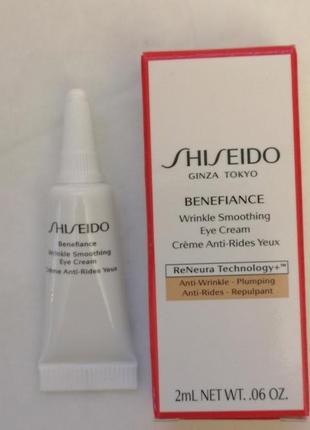 SHISEIDO
Benefiance
Wrinkle Smoothing
Eye Cream
Crème Anti-Rides Yeux
SHISEIDO
GINZA TOKYO
BENEFIANCE
Wrinkle Smoothing
Eye Cream
Crème Anti-Rides Yeux
ReNeura Technology+™
Anti-Wrinkle - Plumping
Anti-Rides - Repulpant
2mL NET WT. .06 OZ.